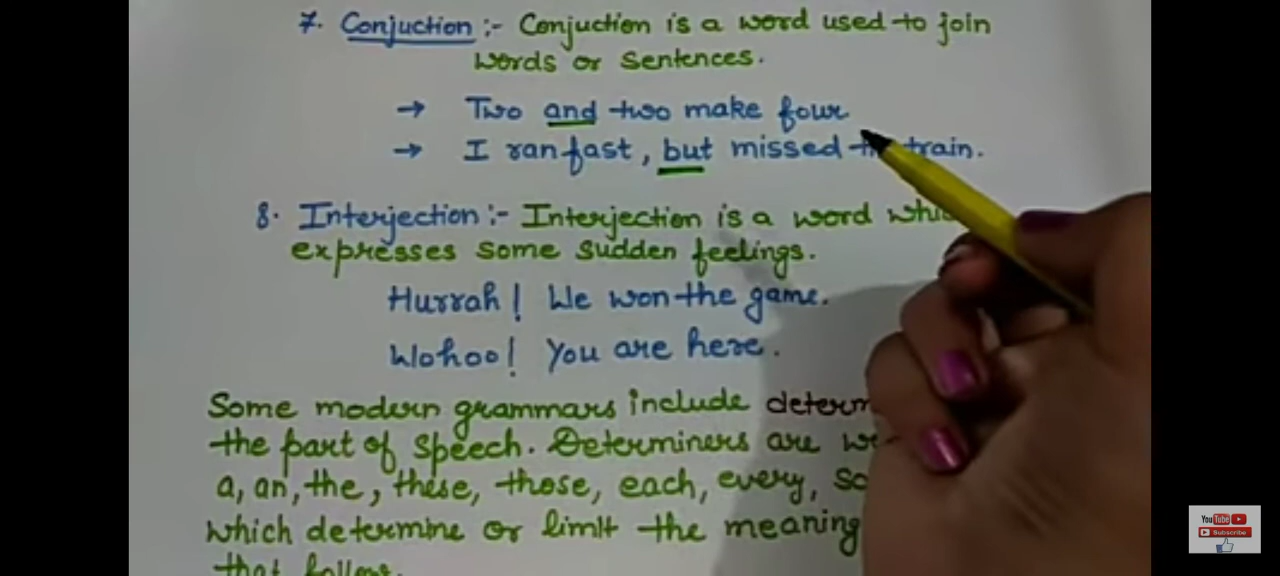 7. Conjuction :- Conjuction is a word used to join
words or sentences.
→ Two and two make four
→ I ran fast, but missed train.
8. Interjection :- Interjection is a word
expresses some sudden feelings.
Hurrah! We won the game.
Wohoo! You are here.
Some modern grammars include
the part of speech. Determiners are
a, an, the, these, those, each, every,
which determine or limit the meaning
that follow.
YouTube
Subscribe